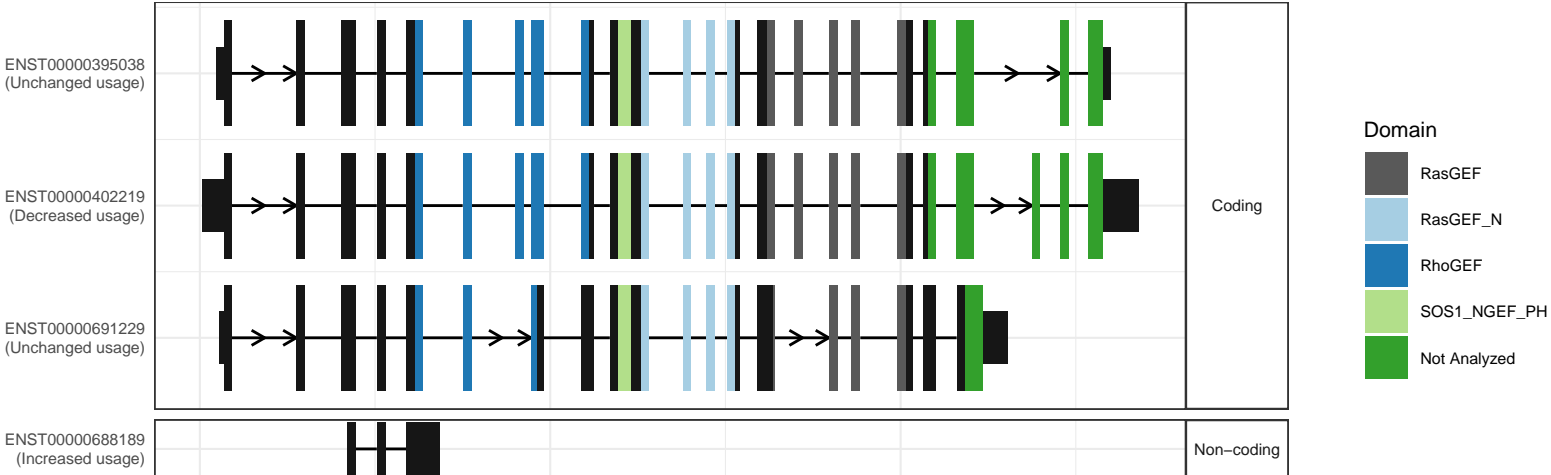 ENST00000395038
(Unchanged usage)
ENST00000402219
(Decreased usage)
ENST00000691229
(Unchanged usage)
ENST00000688189
(Increased usage)
Coding
Non−coding
Domain
RasGEF
RasGEF_N
RhoGEF
SOS1_NGEF_PH
Not Analyzed